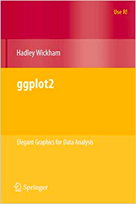 Use R!
Hadley Wickham
ggplot2
Elegant Graphics for Data Analysis
Springer